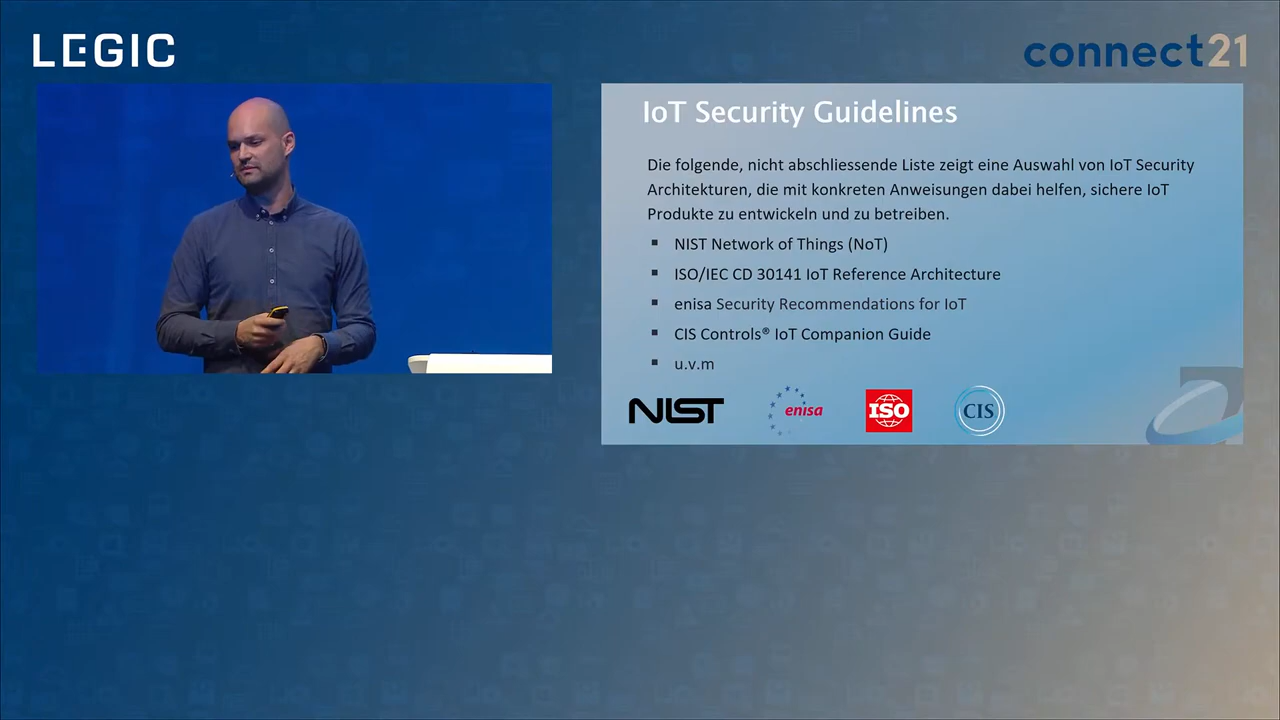 LEGIC
connect21
IoT Security Guidelines
Die folgende, nicht abschliessende Liste zeigt eine Auswahl von IoT Security
Architekturen, die mit konkreten Anweisungen dabei helfen, sichere IoT
Produkte zu entwickeln und zu betreiben.
▪ NIST Network of Things (NoT)
▪ ISO/IEC CD 30141 IoT Reference Architecture
▪ enisa Security Recommendations for IoT
▪ CIS Controls® IoT Companion Guide
▪ u.v.m
NIST enisa ISO CIS